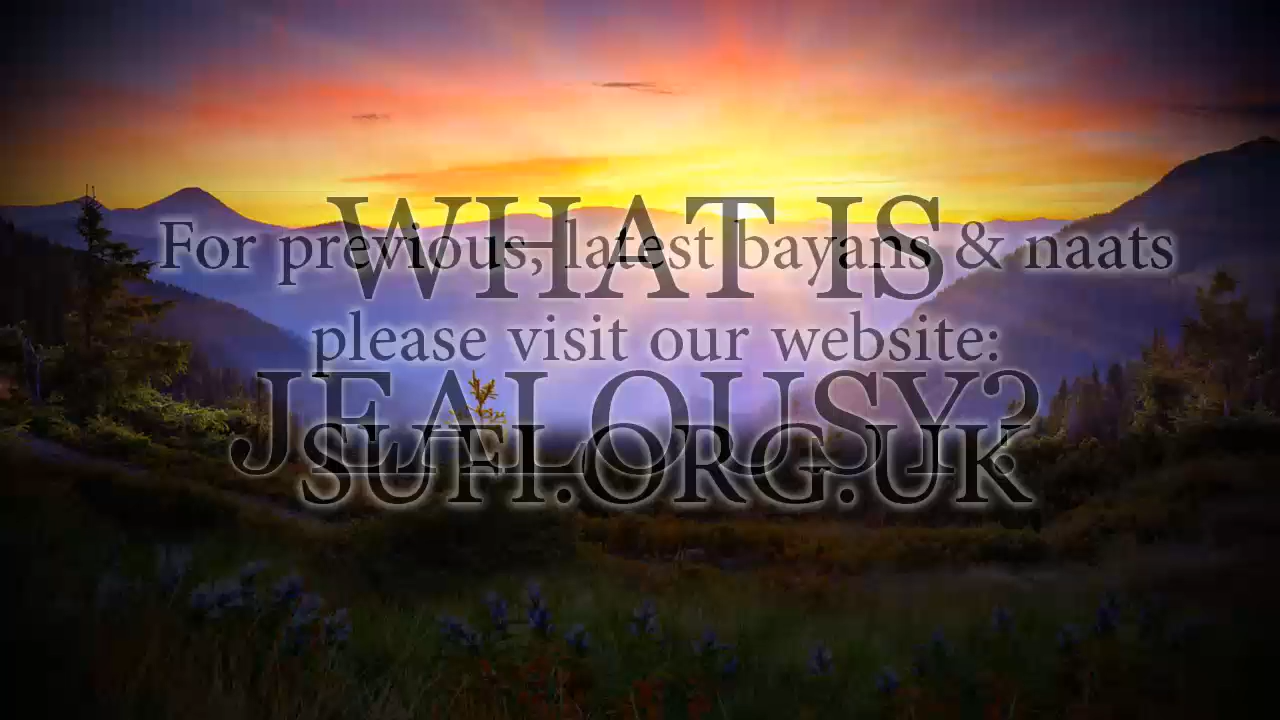 WHAT IS
For previous, latest bayans & naats
please visit our website:
JEALOUSY?
SUFI.ORG.UK